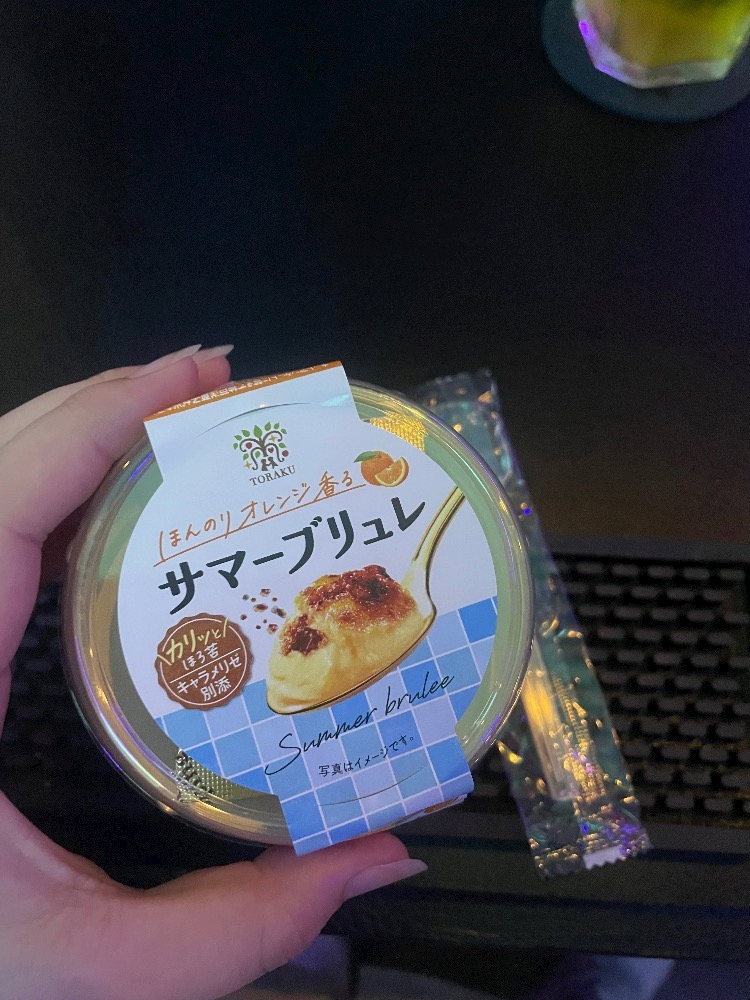 TORAKU
ほんのりオレンジ香る
サマーブリュレ
カリッと
ほろ苦
キャラメリゼ
別添
Summer brulee
写真はイメージです。